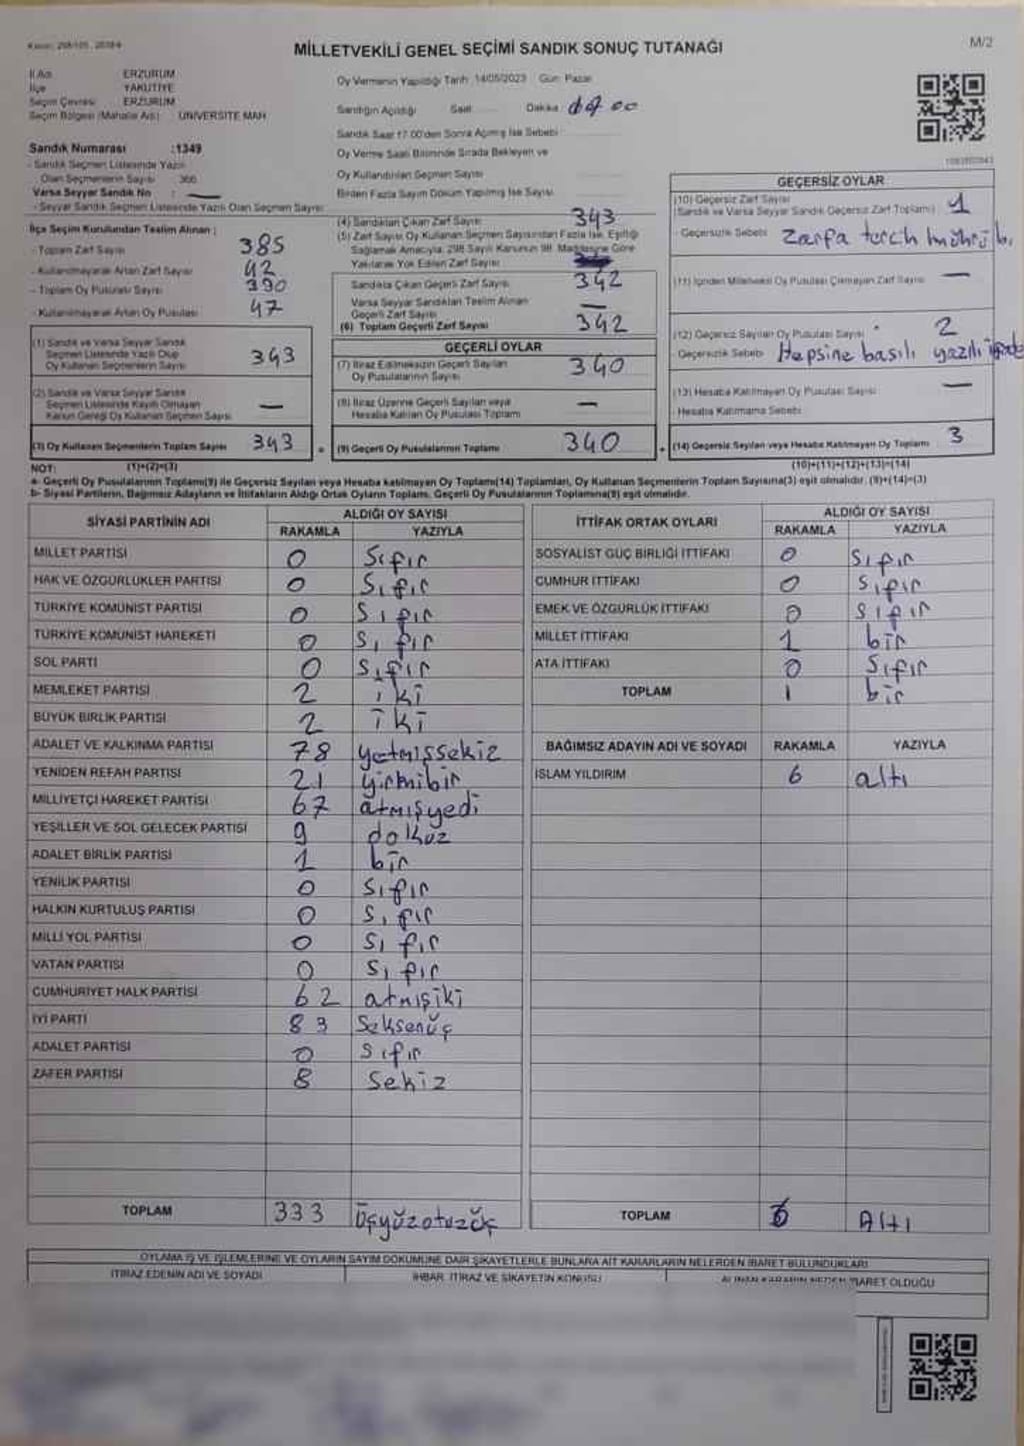 M/2
MİLLETVEKİLİ GENEL SEÇİMİ SANDIK SONUÇ TUTANAĞI
İl Adı ERZURUM
İlçe YAKUTİYE
Seçim Çevresi ERZURUM
Seçim Bölgesi (Mahalle Adı) : ÜNİVERSİTE MAH
Sandık Numarası :1349
- Sandık Seçmen Listesinde Yazılı
Olan Seçmenlerin Sayısı 366
Varsa Seyyar Sandık No : —
- Seyyar Sandık Seçmen Listesinde Yazılı Olan Seçmen Sayısı
Oy Vermenin Yapıldığı Tarih: 14/05/2023 Gün: Pazar
Sandığın Açıldığı Saat Dakika
Sandık Saat 17.00'den Sonra Açılmış İse Sebebi
Oy Verme Saati Bitiminde Sırada Bekleyen ve
Oy Kullandırılan Seçmen Sayısı
Birden Fazla Sayım Döküm Yapılmış İse Sayısı
İlçe Seçim Kurulundan Teslim Alınan ;
- Toplam Zarf Sayısı 385
- Kullanılmayarak Artan Zarf Sayısı 42
- Toplam Oy Pusulası Sayısı 390
- Kullanılmayarak Artan Oy Pusulası 47
(1) Sandık ve Varsa Seyyar Sandık
Seçmen Listesinde Yazılı Olup
Oy Kullanan Seçmenlerin Sayısı 343
(2) Sandık ve Varsa Seyyar Sandık
Seçmen Listesinde Kayıtlı Olmayan
Kanun Gereği Oy Kullanan Seçmen Sayısı —
(3) Oy Kullanan Seçmenlerin Toplam Sayısı 343
(4) Sandıktan Çıkan Zarf Sayısı 343
(5) Zarf Sayısı Oy Kullanan Seçmen Sayısından Fazla İse, Eşitliği
Sağlamak Amacıyla, 298 Sayılı Kanunun 98. Maddesine Göre
Yakılarak Yok Edilen Zarf Sayısı
Sandıkta Çıkan Geçerli Zarf Sayısı 342
Varsa Seyyar Sandıktan Teslim Alınan
Geçerli Zarf Sayısı —
(6) Toplam Geçerli Zarf Sayısı 342
GEÇERLİ OYLAR
(7) İtiraz Edilmeksizin Geçerli Sayılan
Oy Pusulalarının Sayısı 340
(8) İtiraz Üzerine Geçerli Sayılan veya
Hesaba Katılan Oy Pusulası Toplamı —
(9) Geçerli Oy Pusulalarının Toplamı 340
GEÇERSİZ OYLAR
(10) Geçersiz Zarf Sayısı
(Sandık ve Varsa Seyyar Sandık Geçersiz Zarf Toplamı) 1
- Geçersizlik Sebebi Zarfa tercih
(11) İçinden Milletvekili Oy Pusulası Çıkmayan Zarf Sayısı —
(12) Geçersiz Sayılan Oy Pusulası Sayısı 2
- Geçersizlik Sebebi Hepsine basılı yazılı
(13) Hesaba Katılmayan Oy Pusulası Sayısı —
- Hesaba Katılmama Sebebi
(14) Geçersiz Sayılan veya Hesaba Katılmayan Oy Toplamı 3
NOT: (1)+(2)=(3)
(10)+(11)+(12)+(13)=(14)
a- Geçerli Oy Pusulalarının Toplamı(9) ile Geçersiz Sayılan veya Hesaba katılmayan Oy Toplamı(14) Toplamları, Oy Kullanan Seçmenlerin Toplam Sayısına(3) eşit olmalıdır. (9)+(14)=(3)
b- Siyasi Partilerin, Bağımsız Adayların ve İttifakların Aldığı Ortak Oyların Toplamı, Geçerli Oy Pusulalarının Toplamına(9) eşit olmalıdır.
SİYASİ PARTİNİN ADI ALDIĞI OY SAYISI
RAKAMLA YAZIYLA
MİLLET PARTİSİ 0 Sıfır
HAK VE ÖZGÜRLÜKLER PARTİSİ 0 Sıfır
TÜRKİYE KOMÜNİST PARTİSİ 0 Sıfır
TÜRKİYE KOMÜNİST HAREKETİ 0 Sıfır
SOL PARTİ 0 Sıfır
MEMLEKET PARTİSİ 2 iki
BÜYÜK BİRLİK PARTİSİ 2 iki
ADALET VE KALKINMA PARTİSİ 78 yetmişsekiz
YENİDEN REFAH PARTİSİ 21 yirmibir
MİLLİYETÇİ HAREKET PARTİSİ 67 atmışyedi
YEŞİLLER VE SOL GELECEK PARTİSİ 9 dokuz
ADALET BİRLİK PARTİSİ 1 bir
YENİLİK PARTİSİ 0 Sıfır
HALKIN KURTULUŞ PARTİSİ 0 Sıfır
MİLLİ YOL PARTİSİ 0 Sıfır
VATAN PARTİSİ 0 Sıfır
CUMHURİYET HALK PARTİSİ 62 atmışiki
İYİ PARTİ 83 Seksenüç
ADALET PARTİSİ 0 Sıfır
ZAFER PARTİSİ 8 Sekiz
TOPLAM 333 Üçyüzotuzüç
İTTİFAK ORTAK OYLARI ALDIĞI OY SAYISI
RAKAMLA YAZIYLA
SOSYALİST GÜÇ BİRLİĞİ İTTİFAKI 0 Sıfır
CUMHUR İTTİFAKI 0 Sıfır
EMEK VE ÖZGÜRLÜK İTTİFAKI 0 Sıfır
MİLLET İTTİFAKI 1 bir
ATA İTTİFAKI 0 Sıfır
TOPLAM 1 bir
BAĞIMSIZ ADAYIN ADI VE SOYADI RAKAMLA YAZIYLA
İSLAM YILDIRIM 6 altı
TOPLAM 6 Altı
OYLAMA İŞ VE İŞLEMLERİNE VE OYLARIN SAYIM DÖKÜMÜNE DAİR ŞİKAYETLERLE BUNLARA AİT KARARLARIN NELERDEN İBARET BULUNDUKLARI
İTİRAZ EDENİN ADI VE SOYADI İHBAR, İTİRAZ VE ŞİKAYETİN KONUSU ALINAN KARARIN NEDEN İBARET OLDUĞU